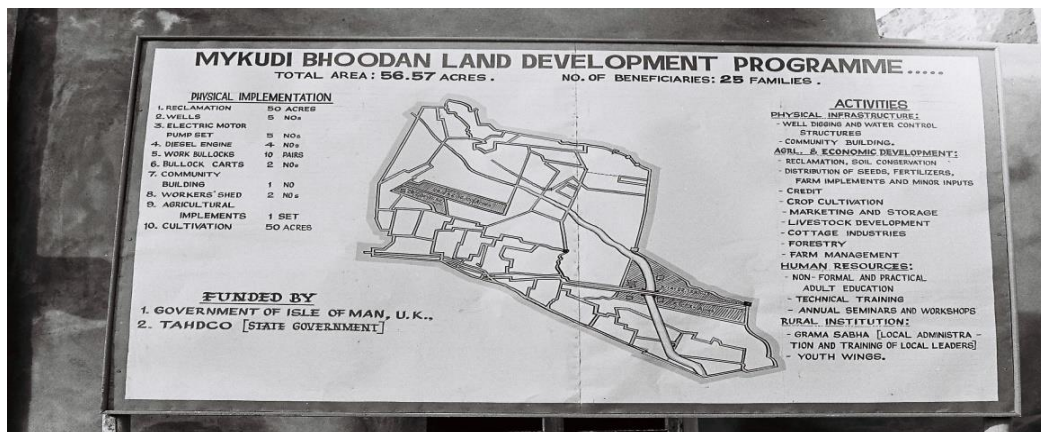 MYKUDI BHOODAN LAND DEVELOPMENT PROGRAMME.....
TOTAL AREA: 56.57 ACRES. NO. OF BENEFICIARIES: 25 FAMILIES.
PHYSICAL IMPLEMENTATION
1. RECLAMATION 50 ACRES
2. WELLS 5 NOs
3. ELECTRIC MOTOR
PUMP SET 5 NOs
4. DIESEL ENGINE 4 NOs
5. WORK BULLOCKS 10 PAIRS
6. BULLOCK CARTS 2 NOs
7. COMMUNITY
BUILDING 1 NO
8. WORKERS' SHED 2 NOs
9. AGRICULTURAL
IMPLEMENTS 1 SET
10. CULTIVATION 50 ACRES
FUNDED BY
1. GOVERNMENT OF ISLE OF MAN, U.K.,
2. TAHDCO [STATE GOVERNMENT]
ACTIVITIES
PHYSICAL INFRASTRUCTURE:
- WELL DIGGING AND WATER CONTROL
STRUCTURES
- COMMUNITY BUILDING.
AGRL. & ECONOMIC DEVELOPMENT:
- RECLAMATION, SOIL CONSERVATION
- DISTRIBUTION OF SEEDS, FERTILIZERS,
FARM IMPLEMENTS AND MINOR INPUTS
- CREDIT
- CROP CULTIVATION
- MARKETING AND STORAGE
- LIVESTOCK DEVELOPMENT
- COTTAGE INDUSTRIES
- FORESTRY
- FARM MANAGEMENT
HUMAN RESOURCES:
- NON-FORMAL AND PRACTICAL
ADULT EDUCATION
- TECHNICAL TRAINING
- ANNUAL SEMINARS AND WORKSHOPS
RURAL INSTITUTION:
- GRAMA SABHA [LOCAL ADMINISTRA-
TION AND TRAINING OF LOCAL LEADERS]
- YOUTH WINGS.